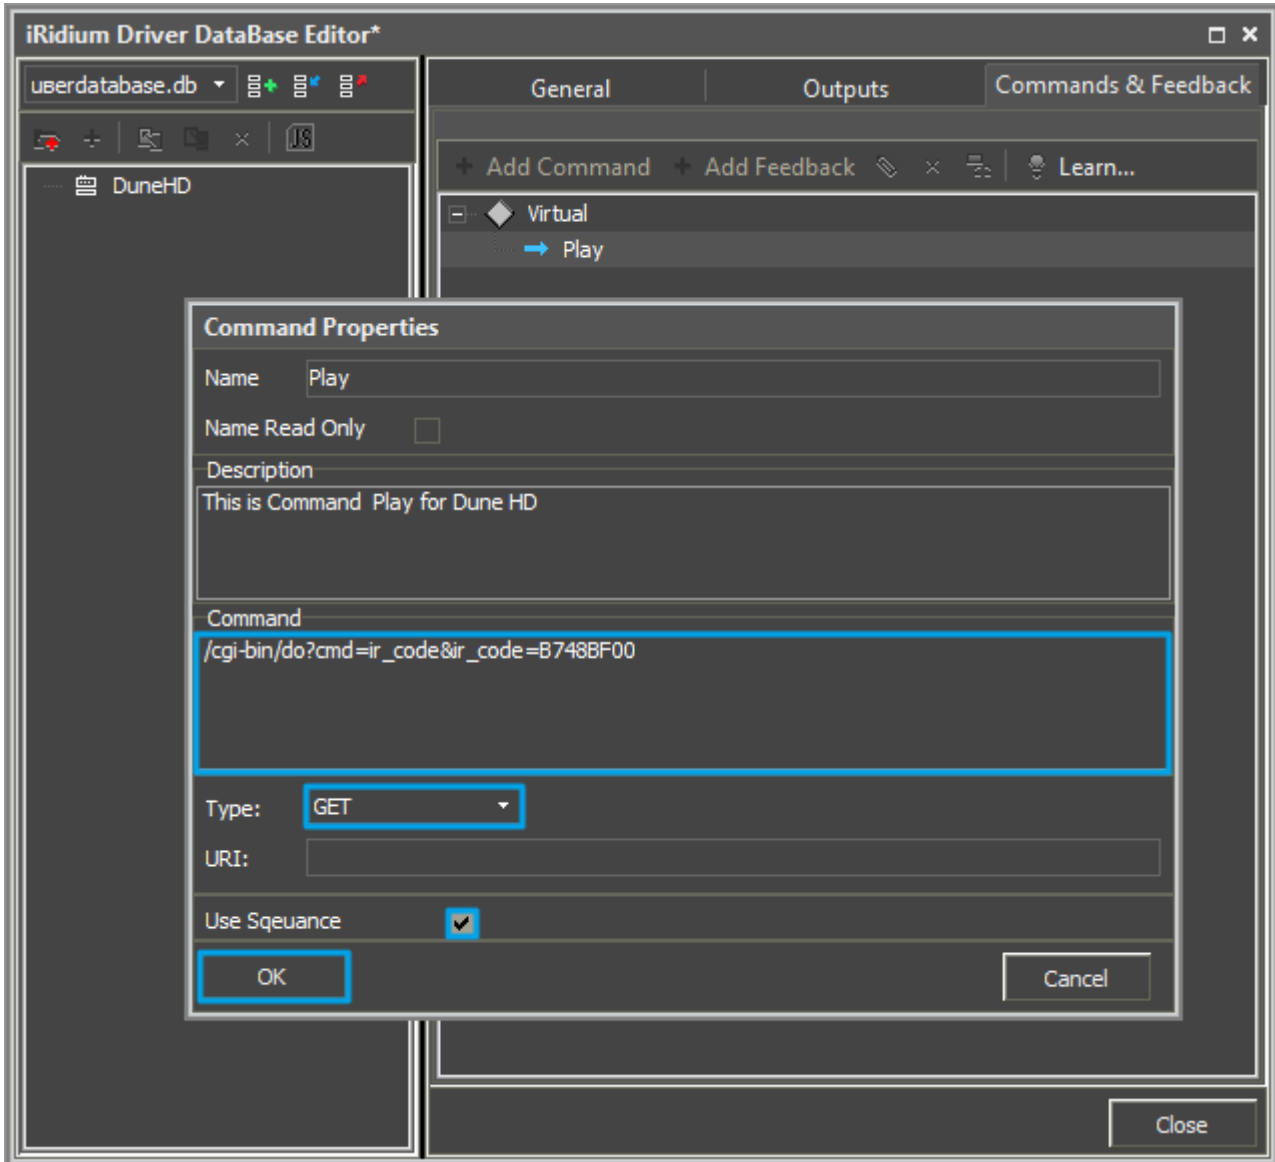 iRidium Driver DataBase Editor*
userdatabase.db
General
Outputs
Commands & Feedback
JS
Add Command
Add Feedback
Learn...
DuneHD
Virtual
Play
Command Properties
Name
Play
Name Read Only
Description
This is Command  Play for Dune HD
Command
/cgi-bin/do?cmd=ir_code&ir_code=B748BF00
Type:
GET
URI:
Use Sqeuance
OK
Cancel
Close